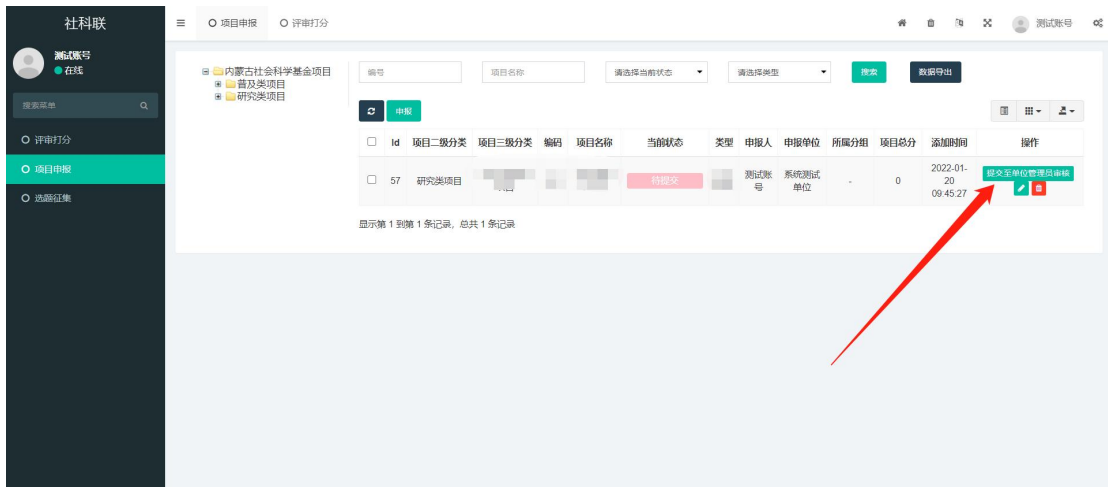 社科联
项目申报
评审打分
测试账号
测试账号
在线
搜索菜单
评审打分
项目申报
选题征集
内蒙古社会科学基金项目
普及类项目
研究类项目
编号
项目名称
请选择当前状态
请选择类型
搜索
数据导出
申报
Id 项目二级分类 项目三级分类 编码 项目名称 当前状态 类型 申报人 申报单位 所属分组 项目总分 添加时间 操作
57 研究类项目 待提交 测试账号 系统测试单位 - 0 2022-01-20 09:45:27 提交至单位管理员审核
显示第 1 到第 1 条记录，总共 1 条记录